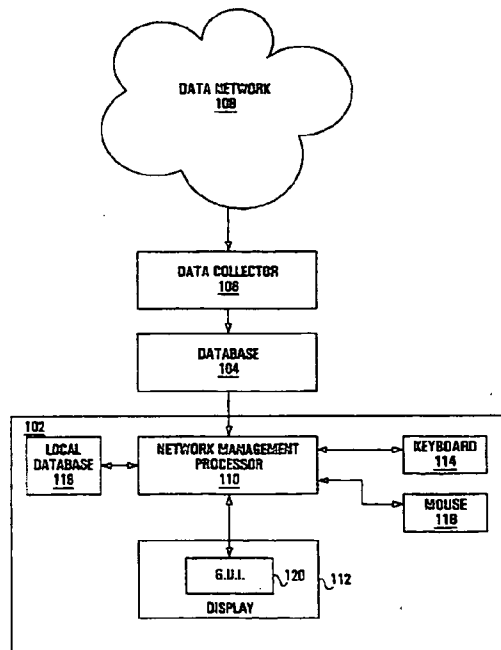 DATA NETWORK
108
DATA COLLECTOR
106
DATABASE
104
102
LOCAL
DATABASE
118
NETWORK MANAGEMENT
PROCESSOR
110
KEYBOARD
114
MOUSE
116
G.U.I.
120
112
DISPLAY